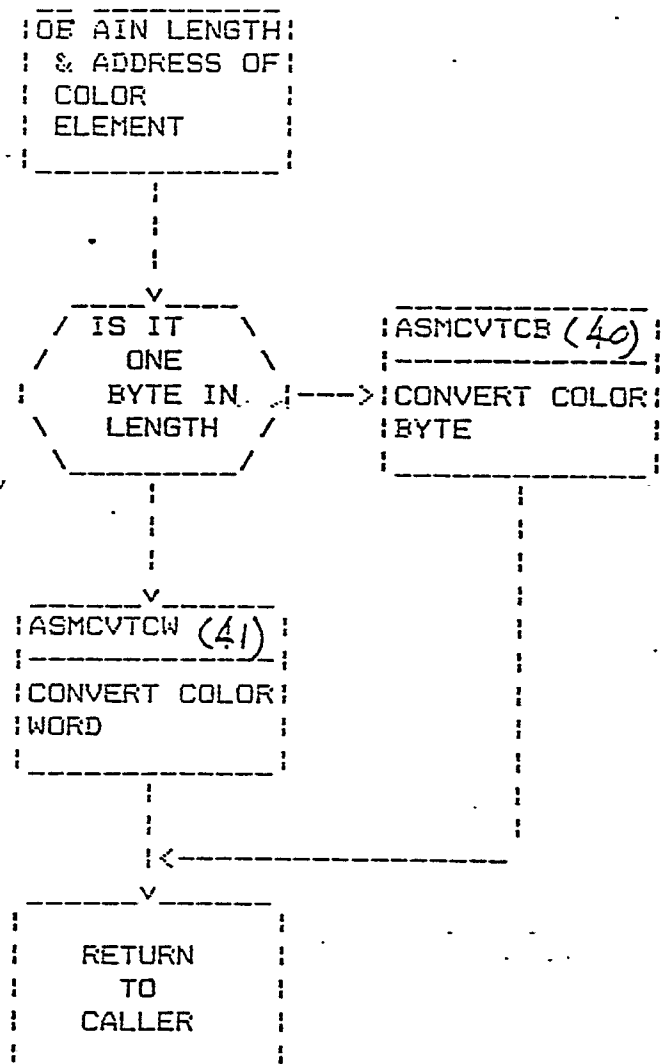 OB AIN LENGTH
& ADDRESS OF
COLOR
ELEMENT
IS IT
ONE
BYTE IN
LENGTH
ASMCVTCB (40)
CONVERT COLOR
BYTE
ASMCVTCW (41)
CONVERT COLOR
WORD
RETURN
TO
CALLER